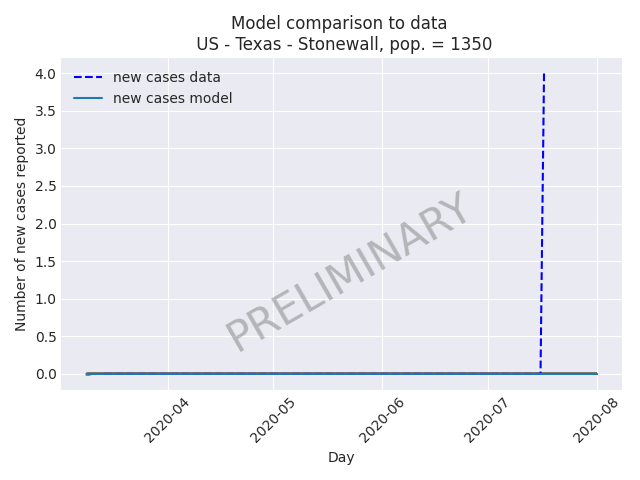 Model comparison to data
US - Texas - Stonewall, pop. = 1350
new cases data
new cases model
Number of new cases reported
4.0
3.5
3.0
2.5
2.0
1.5
1.0
0.5
0.0
PRELIMINARY
2020-04
2020-05
2020-06
2020-07
2020-08
Day